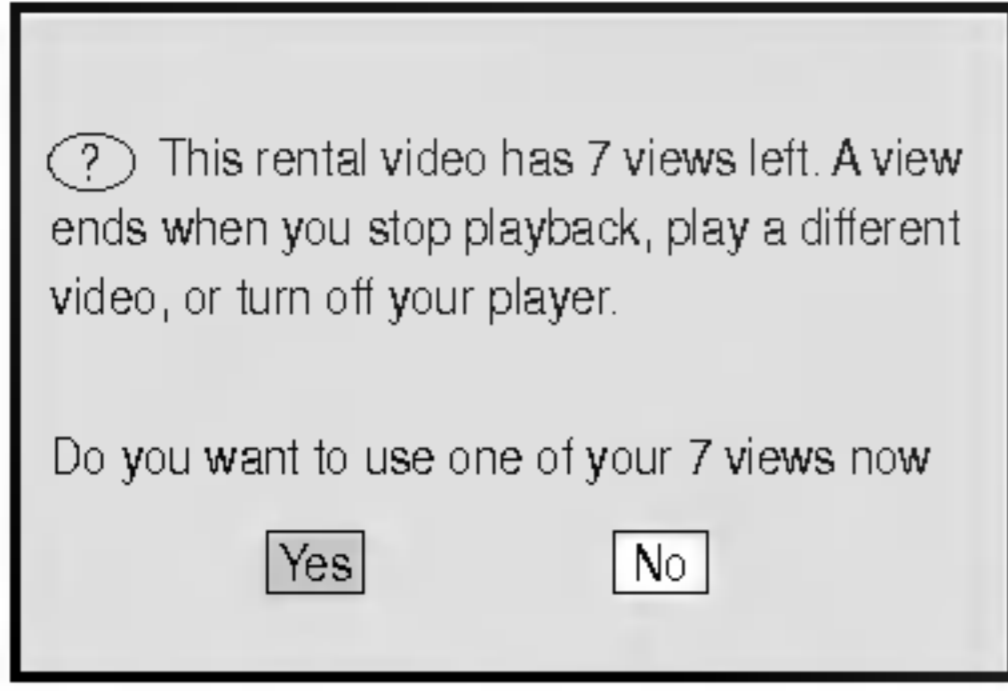 ? This rental video has 7 views left. A view
ends when you stop playback, play a different
video, or turn off your player.
Do you want to use one of your 7 views now
Yes No